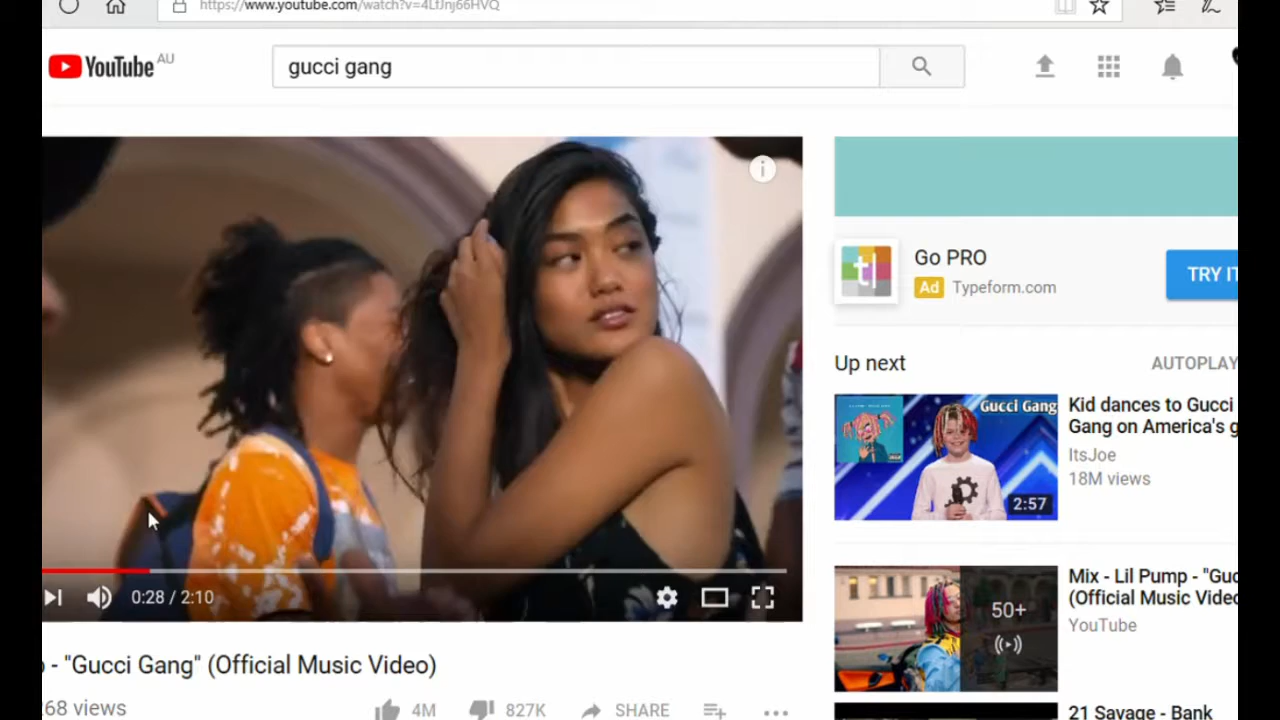 https://www.youtube.com/watch?v=4LfJnj66HVQ
YouTube AU
gucci gang
i
Go PRO
Ad Typeform.com
TRY IT
Up next
AUTOPLAY
Gucci Gang
2:57
Kid dances to Gucci
Gang on America's g
ItsJoe
18M views
0:28 / 2:10
50+
Mix - Lil Pump - "Guc
(Official Music Video
YouTube
- "Gucci Gang" (Official Music Video)
68 views
4M
827K
SHARE
21 Savage - Bank